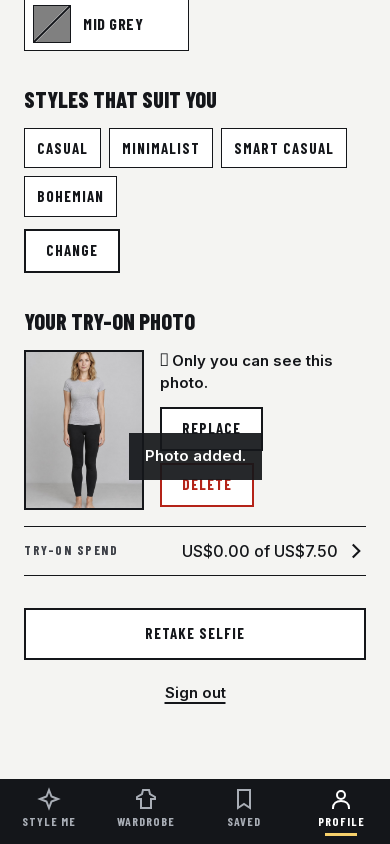 MID GREY
STYLES THAT SUIT YOU
CASUAL
MINIMALIST
SMART CASUAL
BOHEMIAN
CHANGE
YOUR TRY-ON PHOTO
Only you can see this
photo.
REPLACE
Photo added.
DELETE
TRY-ON SPEND
US$0.00 of US$7.50
RETAKE SELFIE
Sign out
STYLE ME
WARDROBE
SAVED
PROFILE